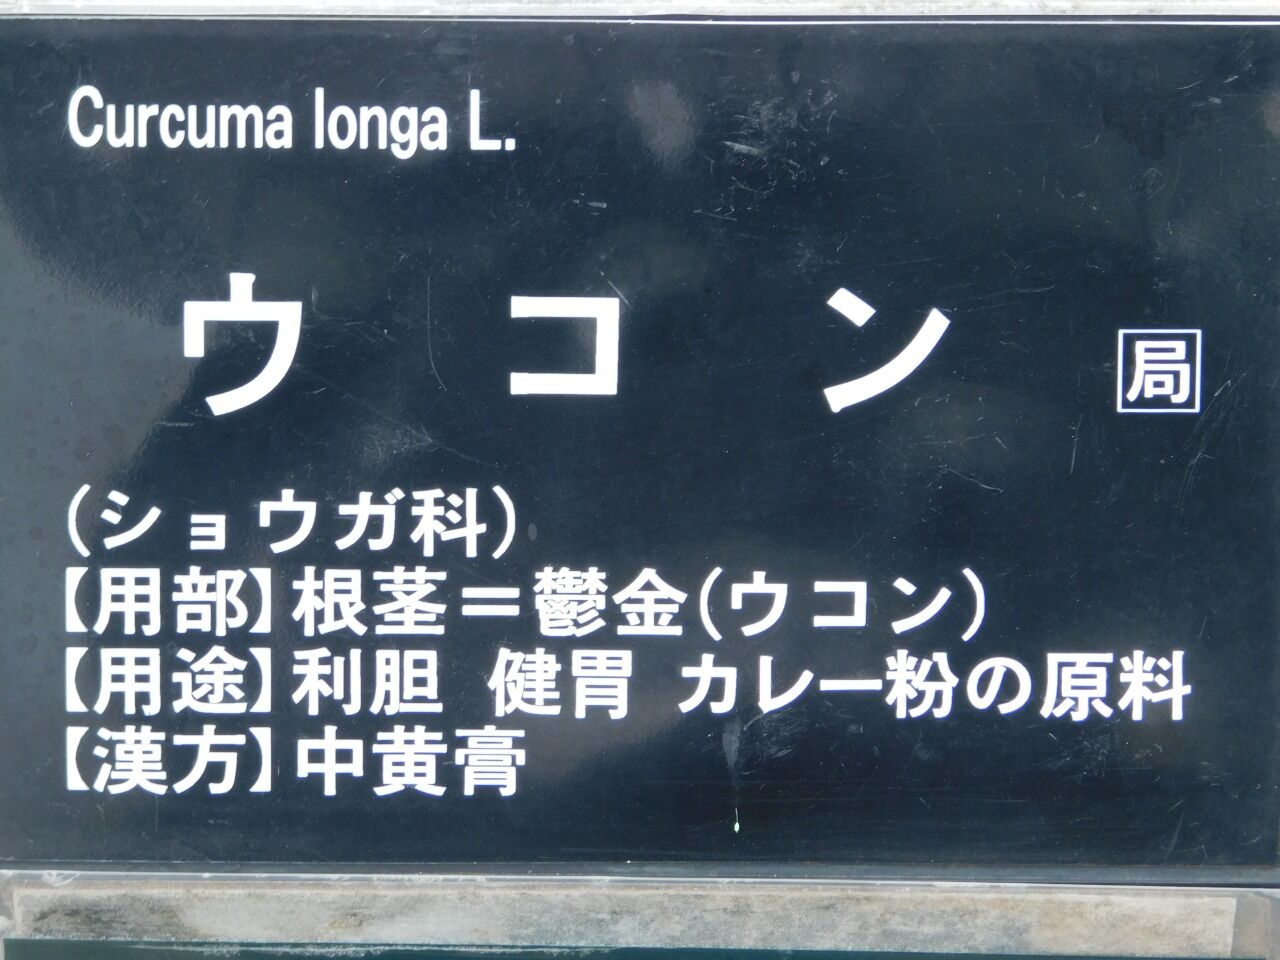 Curcuma longa L.
ウコン 局
(ショウガ科)
【用部】根茎=鬱金(ウコン)
【用途】利胆 健胃 カレー粉の原料
【漢方】中黄膏